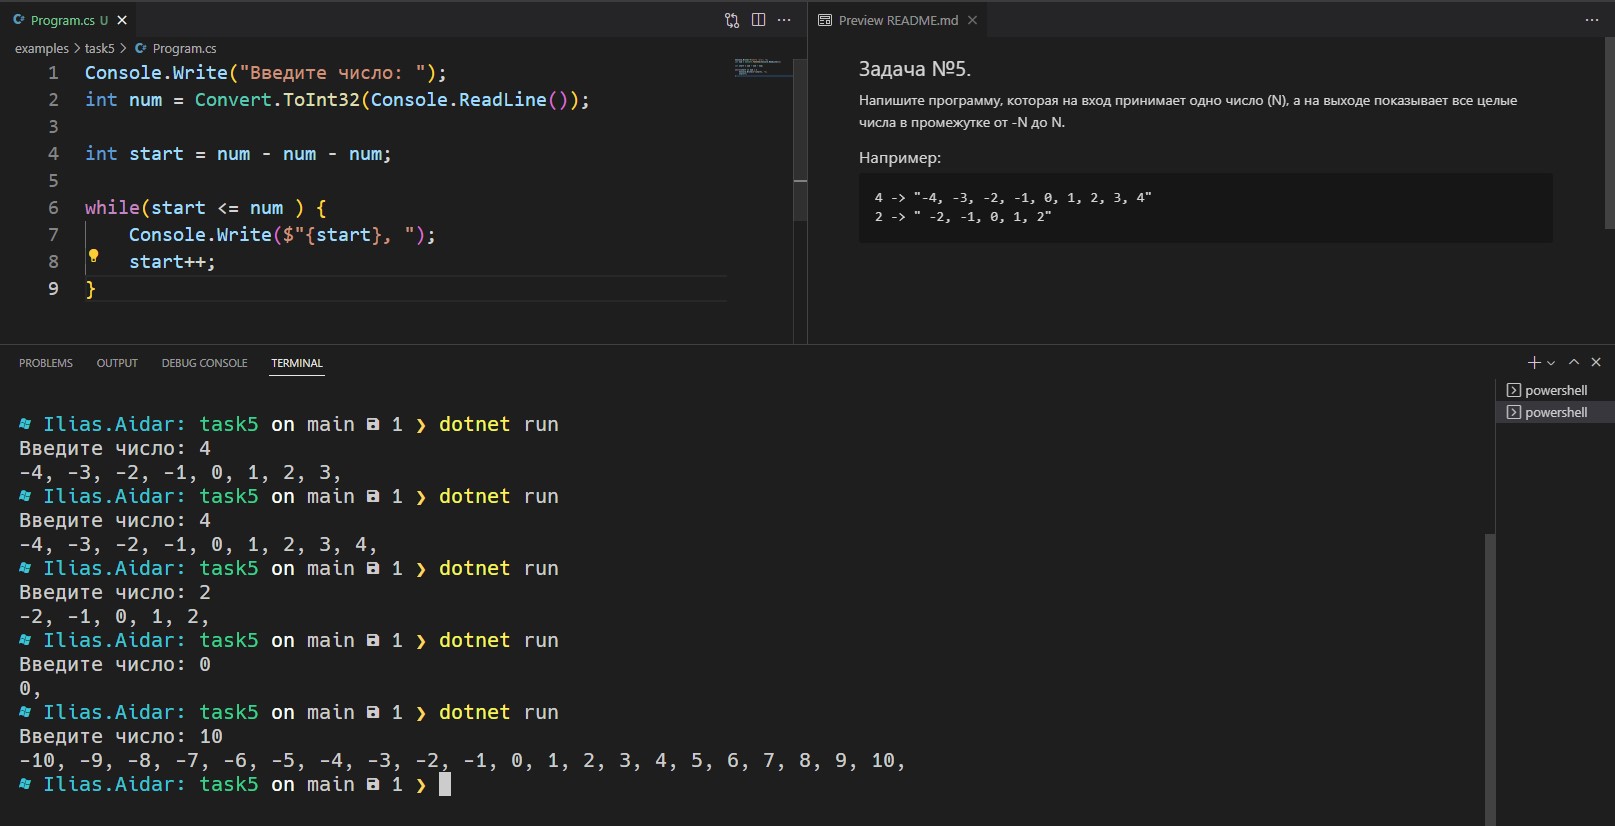 C# Program.cs U
examples > task5 > C# Program.cs
1 Console.Write("Введите число: ");
2 int num = Convert.ToInt32(Console.ReadLine());
3
4 int start = num - num - num;
5
6 while(start <= num ) {
7 Console.Write($"{start}, ");
8 start++;
9 }
Preview README.md
Задача №5.
Напишите программу, которая на вход принимает одно число (N), а на выходе показывает все целые
числа в промежутке от -N до N.
Например:
4 -> "-4, -3, -2, -1, 0, 1, 2, 3, 4"
2 -> " -2, -1, 0, 1, 2"
PROBLEMS OUTPUT DEBUG CONSOLE TERMINAL
Ilias.Aidar: task5 on main 1 ❯ dotnet run
Введите число: 4
-4, -3, -2, -1, 0, 1, 2, 3,
Ilias.Aidar: task5 on main 1 ❯ dotnet run
Введите число: 4
-4, -3, -2, -1, 0, 1, 2, 3, 4,
Ilias.Aidar: task5 on main 1 ❯ dotnet run
Введите число: 2
-2, -1, 0, 1, 2,
Ilias.Aidar: task5 on main 1 ❯ dotnet run
Введите число: 0
0,
Ilias.Aidar: task5 on main 1 ❯ dotnet run
Введите число: 10
-10, -9, -8, -7, -6, -5, -4, -3, -2, -1, 0, 1, 2, 3, 4, 5, 6, 7, 8, 9, 10,
Ilias.Aidar: task5 on main 1 ❯
powershell
powershell